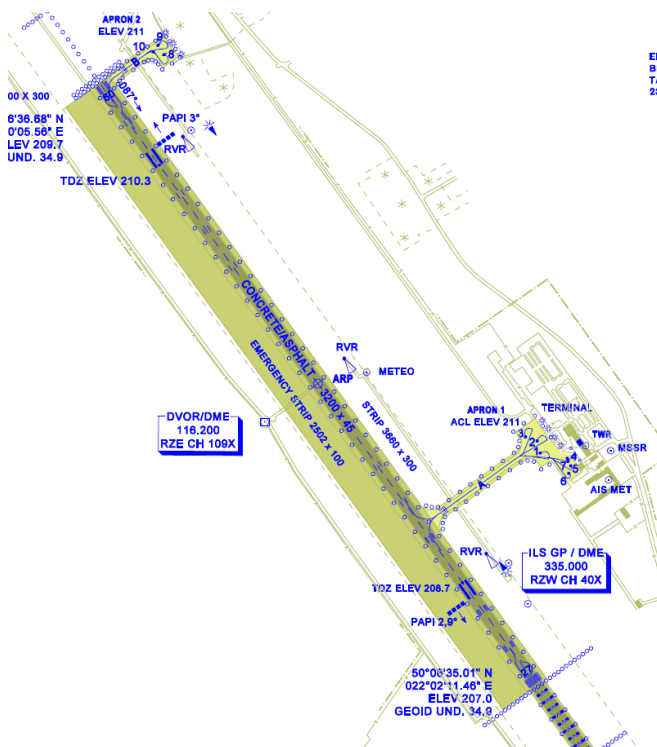 APRON 2
ELEV 211
9
10
8
B
E
B
T
2
00 X 300
087°
PAPI 3°
6'36.68" N
0'05.56" E
LEV 209.7
UND. 34.9
RVR
TDZ ELEV 210.3
CONCRETE/ASPHALT 3200 x 45
EMERGENCY STRIP 2502 x 100
STRIP 3660 x 300
RVR
ARP
METEO
DVOR/DME
116.200
RZE CH 109X
APRON 1
ACL ELEV 211
TERMINAL
3
2
1
TWR
MSSR
4
7
5
6
A
AIS MET
RVR
ILS GP / DME
335.000
RZW CH 40X
TDZ ELEV 208.7
PAPI 2,9°
27
50°06'35.01" N
022°02'11.46" E
ELEV 207.0
GEOID UND. 34.9